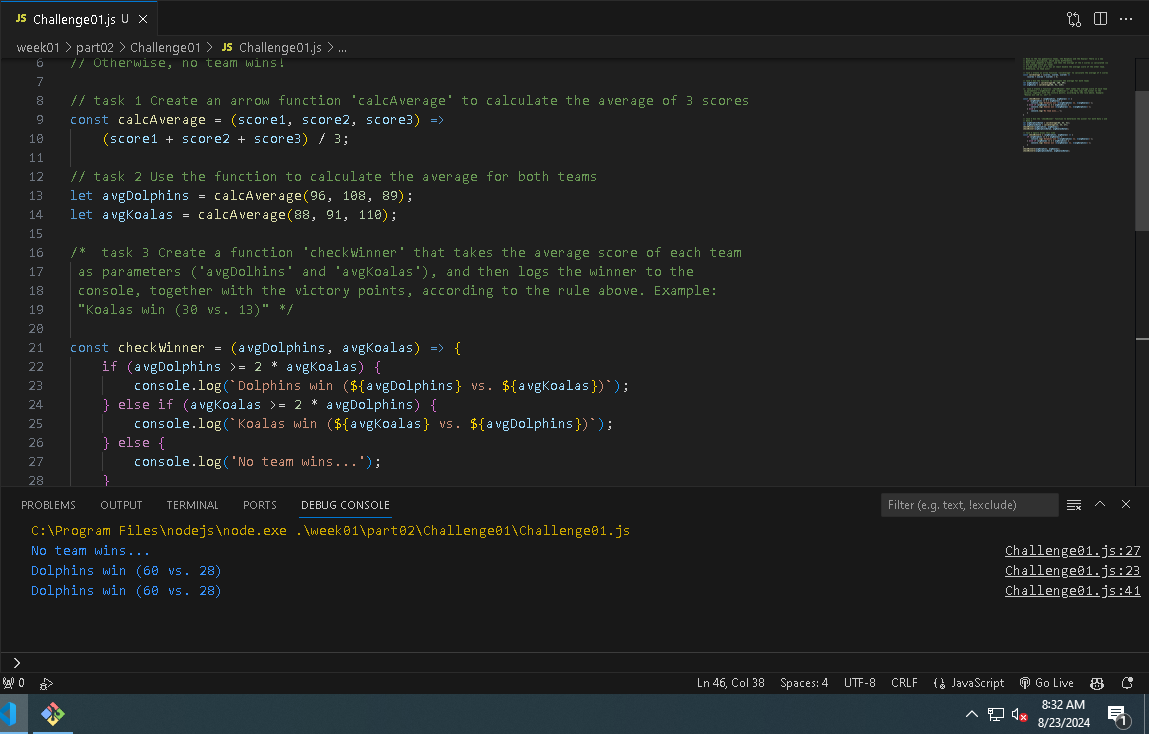 JS Challenge01.js U
week01 > part02 > Challenge01 > JS Challenge01.js > ...
6 // Otherwise, no team wins!
7
8 // task 1 Create an arrow function 'calcAverage' to calculate the average of 3 scores
9 const calcAverage = (score1, score2, score3) =>
10 (score1 + score2 + score3) / 3;
11
12 // task 2 Use the function to calculate the average for both teams
13 let avgDolphins = calcAverage(96, 108, 89);
14 let avgKoalas = calcAverage(88, 91, 110);
15
16 /*  task 3 Create a function 'checkWinner' that takes the average score of each team
17 as parameters ('avgDolhins' and 'avgKoalas'), and then logs the winner to the
18 console, together with the victory points, according to the rule above. Example:
19 "Koalas win (30 vs. 13)" */
20
21 const checkWinner = (avgDolphins, avgKoalas) => {
22 if (avgDolphins >= 2 * avgKoalas) {
23 console.log(`Dolphins win (${avgDolphins} vs. ${avgKoalas})`);
24 } else if (avgKoalas >= 2 * avgDolphins) {
25 console.log(`Koalas win (${avgKoalas} vs. ${avgDolphins})`);
26 } else {
27 console.log('No team wins...');
28 }
PROBLEMS OUTPUT TERMINAL PORTS DEBUG CONSOLE Filter (e.g. text, !exclude)
C:\Program Files\nodejs\node.exe .\week01\part02\Challenge01\Challenge01.js
No team wins... Challenge01.js:27
Dolphins win (60 vs. 28) Challenge01.js:23
Dolphins win (60 vs. 28) Challenge01.js:41
0 Ln 46, Col 38 Spaces: 4 UTF-8 CRLF JavaScript Go Live
8:32 AM
8/23/2024
1